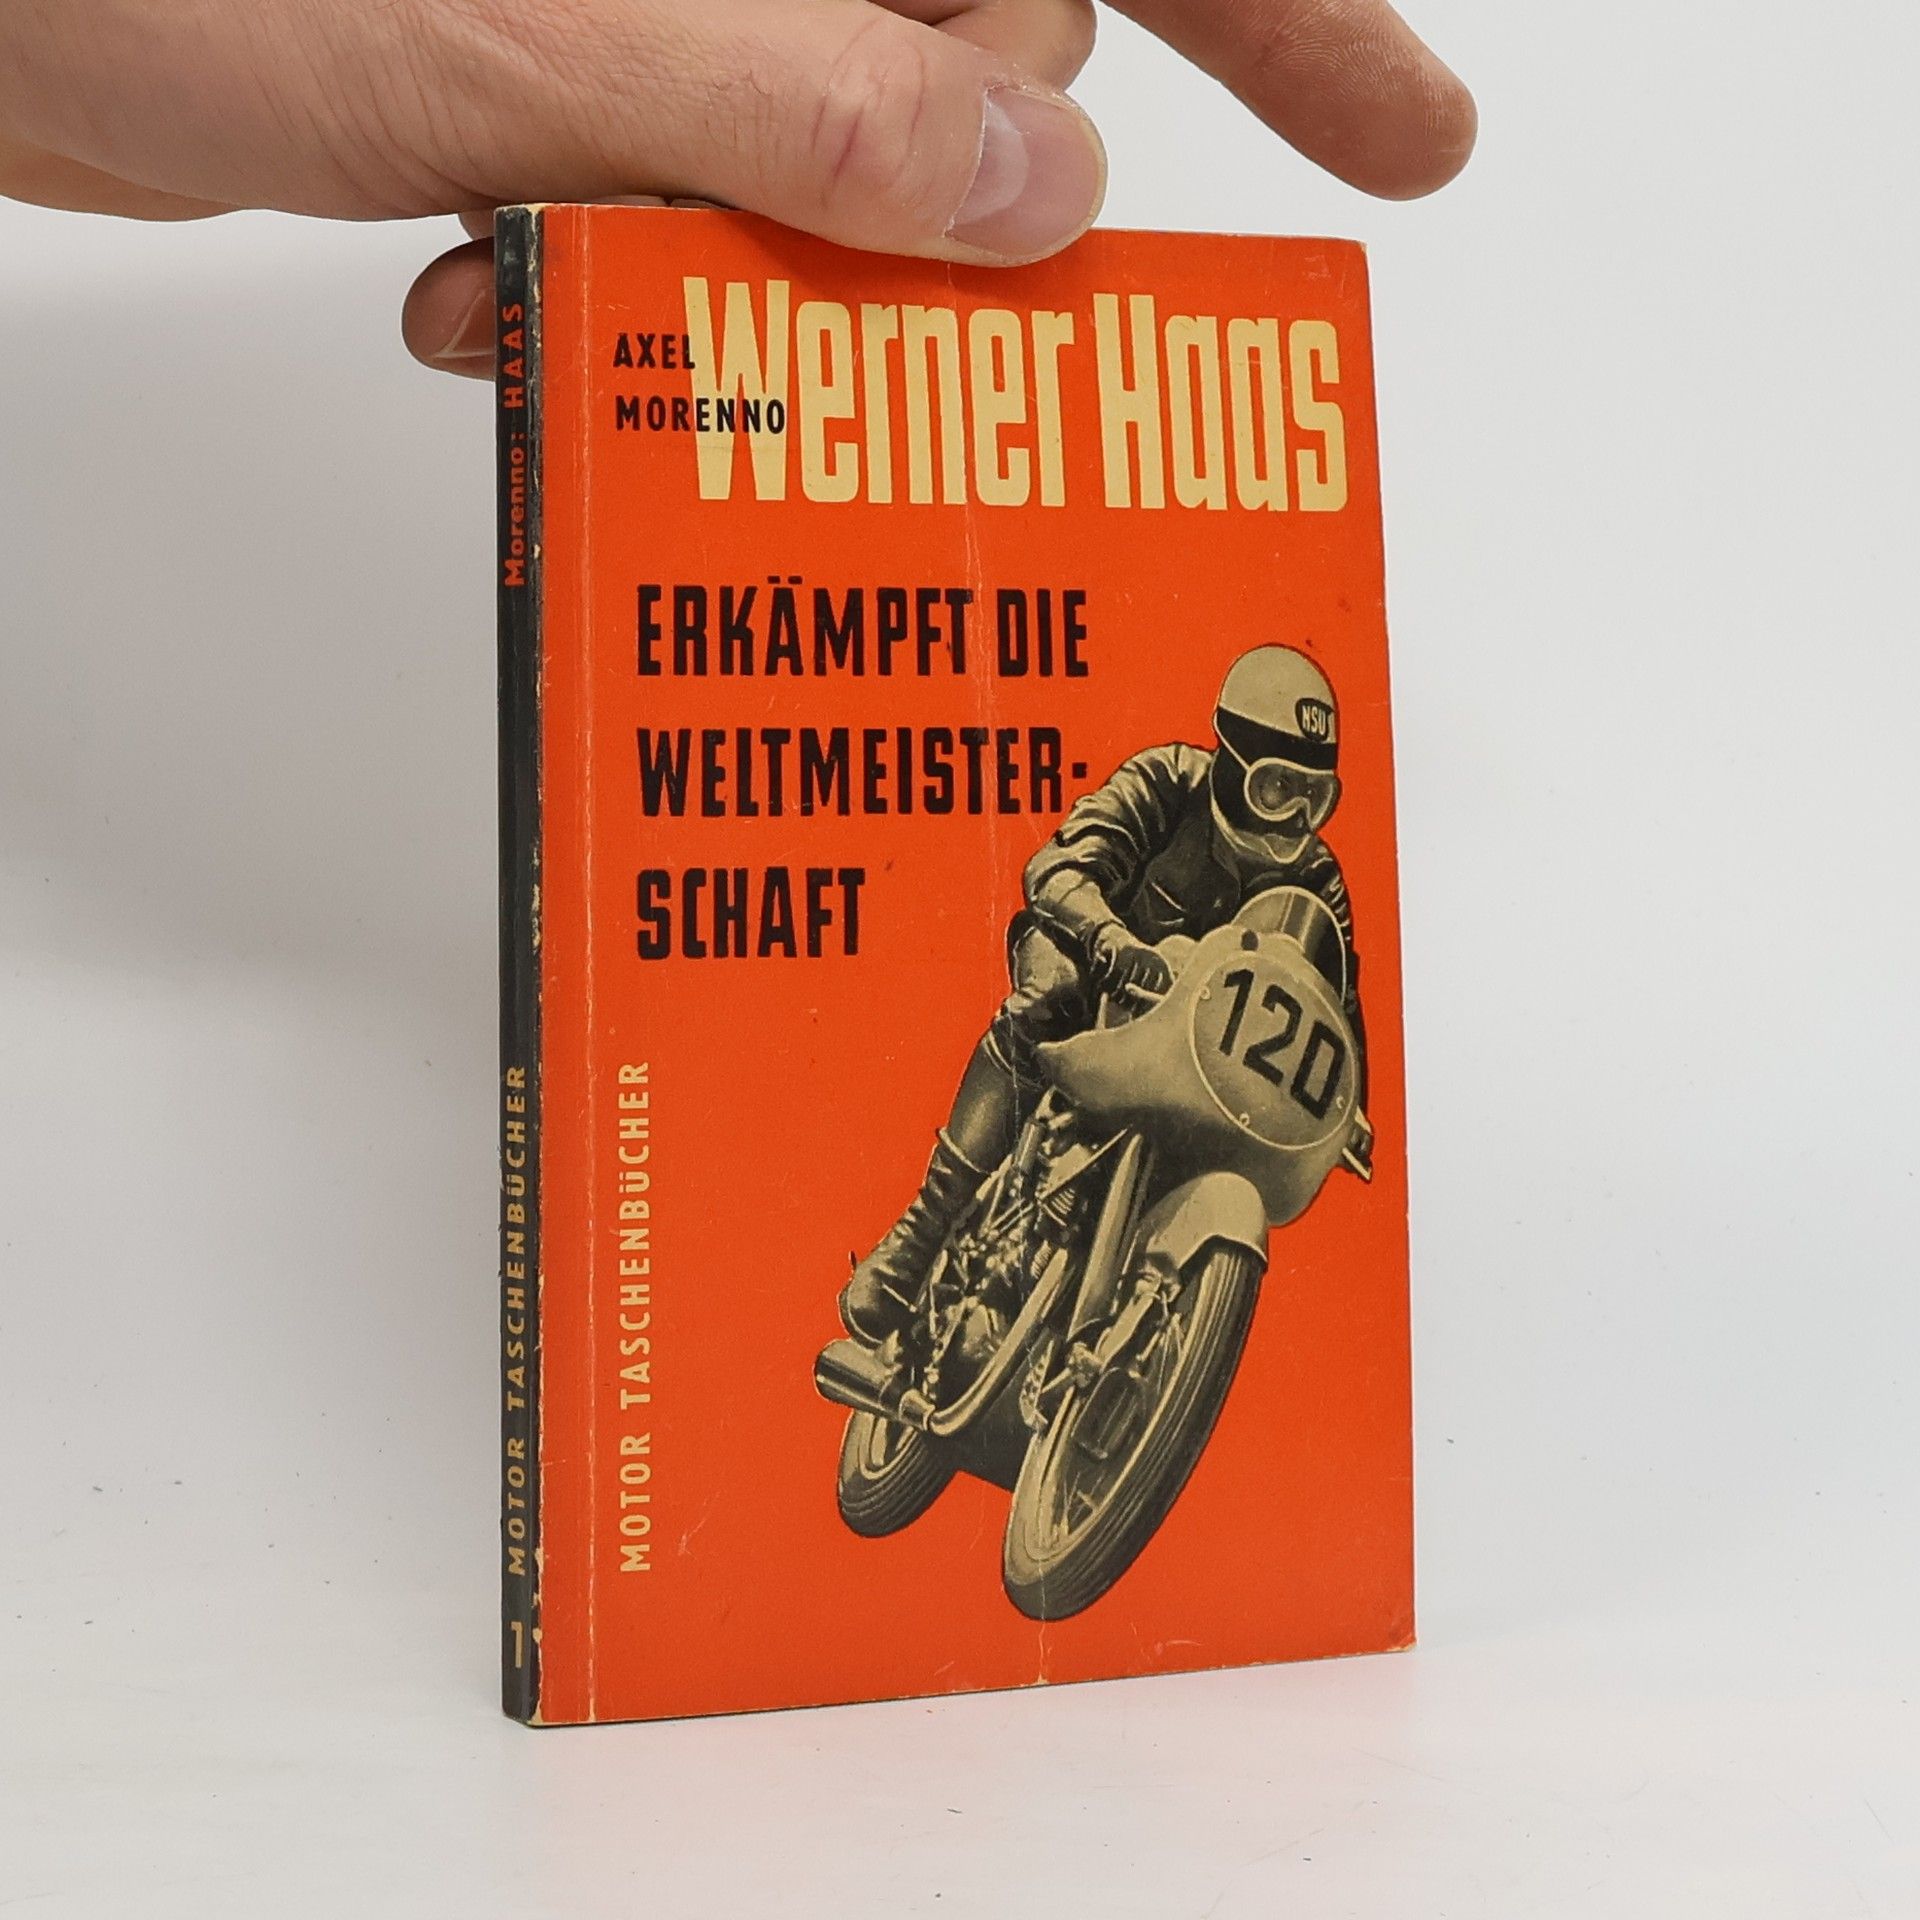 AXEL
MORENNO
Werner Haas
ERKÄMPFT DIE
WELTMEISTER-
SCHAFT
NSU
120
MOTOR TASCHENBÜCHER
Morenno: HAAS
MOTOR TASCHENBÜCHER
1